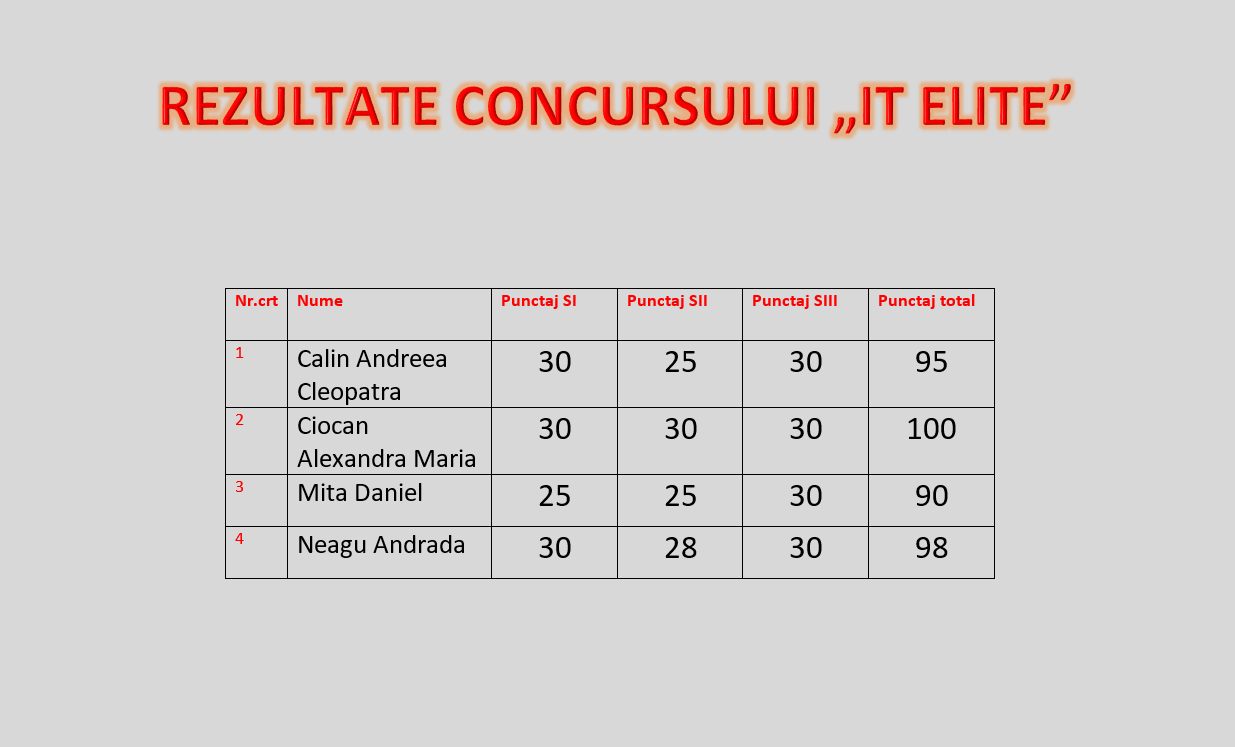 REZULTATE CONCURSULUI „IT ELITE”
Nr.crt Nume Punctaj SI Punctaj SII Punctaj SIII Punctaj total
1 Calin Andreea 30 25 30 95
Cleopatra
2 Ciocan 30 30 30 100
Alexandra Maria
3 Mita Daniel 25 25 30 90
4 Neagu Andrada 30 28 30 98